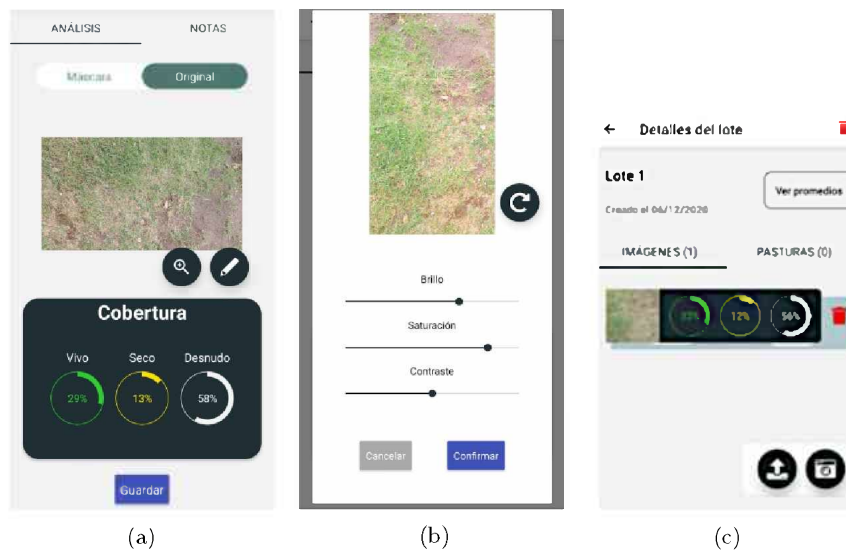 ANÁLISIS NOTAS
Máscara Original
Cobertura
Vivo Seco Desnudo
29% 13% 58%
Guardar
(a)
Brillo
Saturación
Contraste
Cancelar Confirmar
(b)
Detalles del lote
Lote 1
Ver promedios
Creado el 06/12/2020
IMÁGENES (1) PASTURAS (0)
12% 56%
(c)